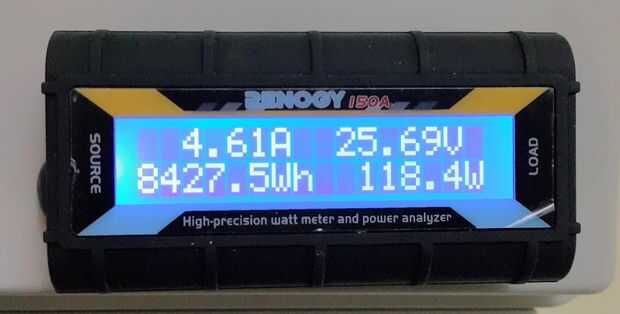 RENOGY 150A
SOURCE
4.61A 25.69V
8427.5Wh 118.4W
LOAD
High-precision watt meter and power analyzer